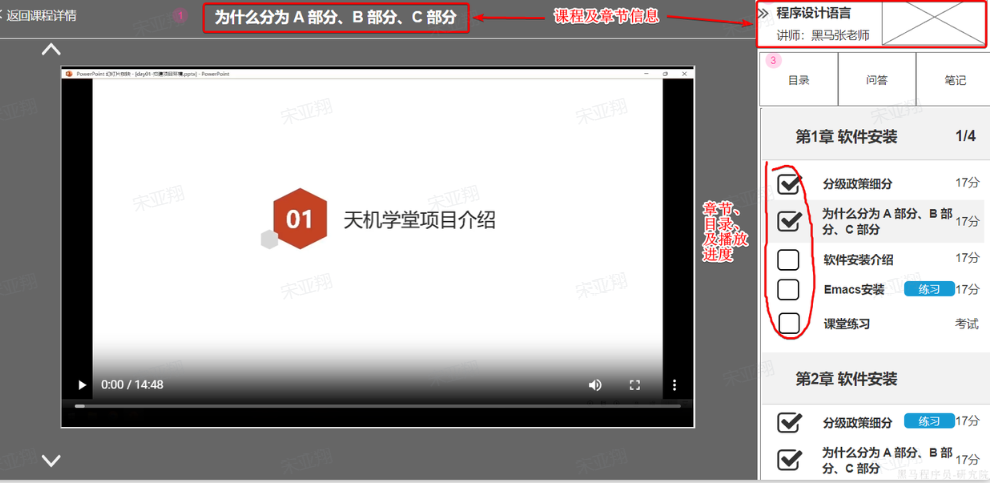 返回课程详情
1
为什么分为 A 部分、B 部分、C 部分
课程及章节信息
程序设计语言
讲师：黑马张老师
3
目录
问答
笔记
01
天机学堂项目介绍
0:00 / 14:48
章节、
目录、
及播放
进度
第1章 软件安装 1/4
分级政策细分 17分
为什么分为 A 部分、B 部
分、C 部分 17分
软件安装介绍 17分
Emacs安装 练习 17分
课堂练习 考试
第2章 软件安装
分级政策细分 练习 17分
为什么分为 A 部分、B 部
分、C 部分 17分
宋亚翔
黑马程序员-研究院